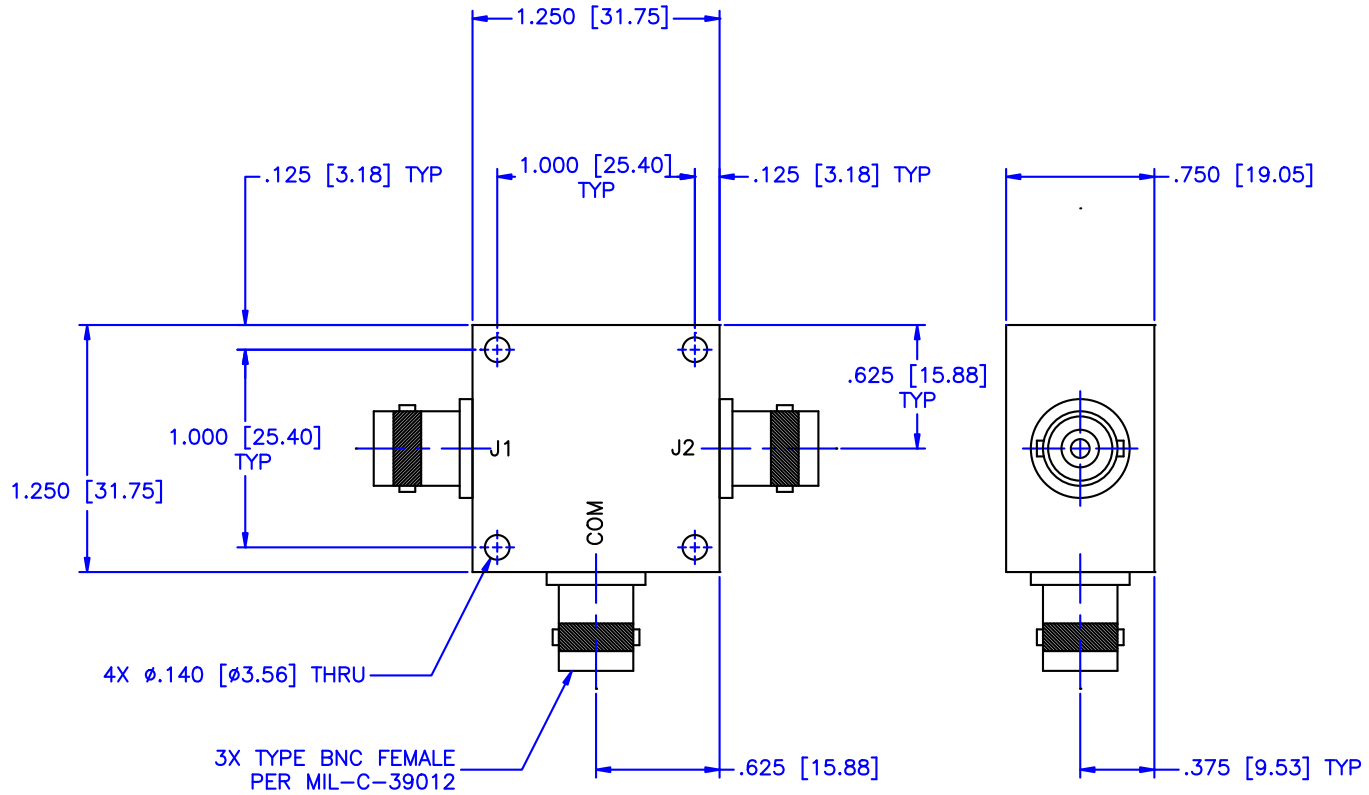 1.250 [31.75]
.125 [3.18] TYP
1.000 [25.40]
TYP
.125 [3.18] TYP
.750 [19.05]
.625 [15.88]
TYP
1.000 [25.40]
TYP
J1
J2
1.250 [31.75]
COM
4X ø.140 [ø3.56] THRU
3X TYPE BNC FEMALE
PER MIL-C-39012
.625 [15.88]
.375 [9.53] TYP